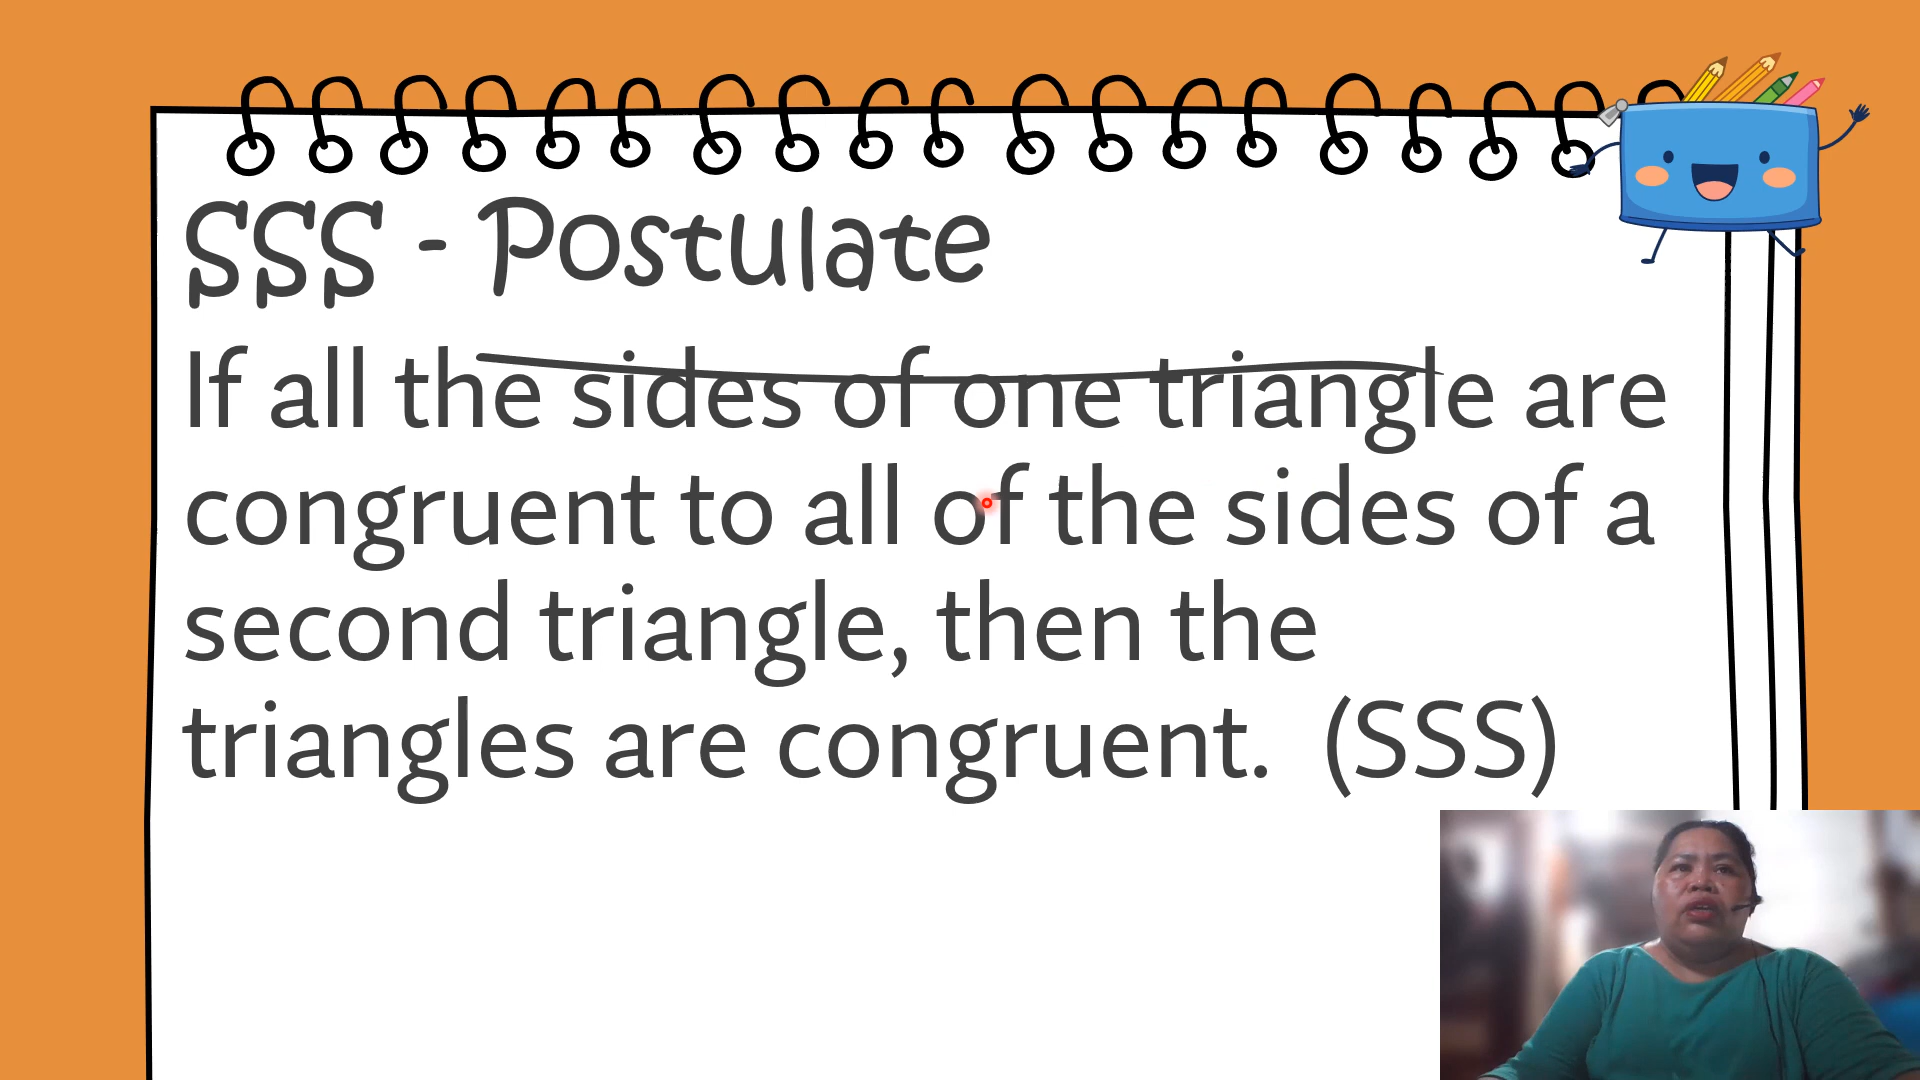 SSS - Postulate
If all the sides of one triangle are
congruent to all of the sides of a
second triangle, then the
triangles are congruent. (SSS)